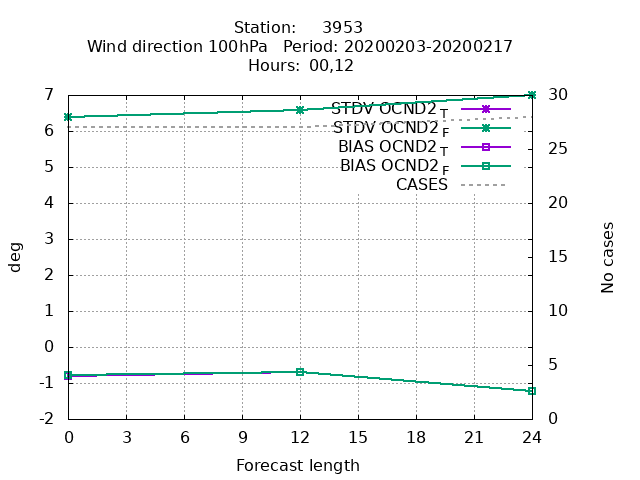 Station: 3953
Wind direction 100hPa Period: 20200203-20200217
Hours: 00,12
7
6
5
4
3
2
1
0
-1
-2
30
25
20
15
10
5
0
STDV OCND2 T
STDV OCND2 F
BIAS OCND2 T
BIAS OCND2 F
CASES
deg
No cases
0 3 6 9 12 15 18 21 24
Forecast length